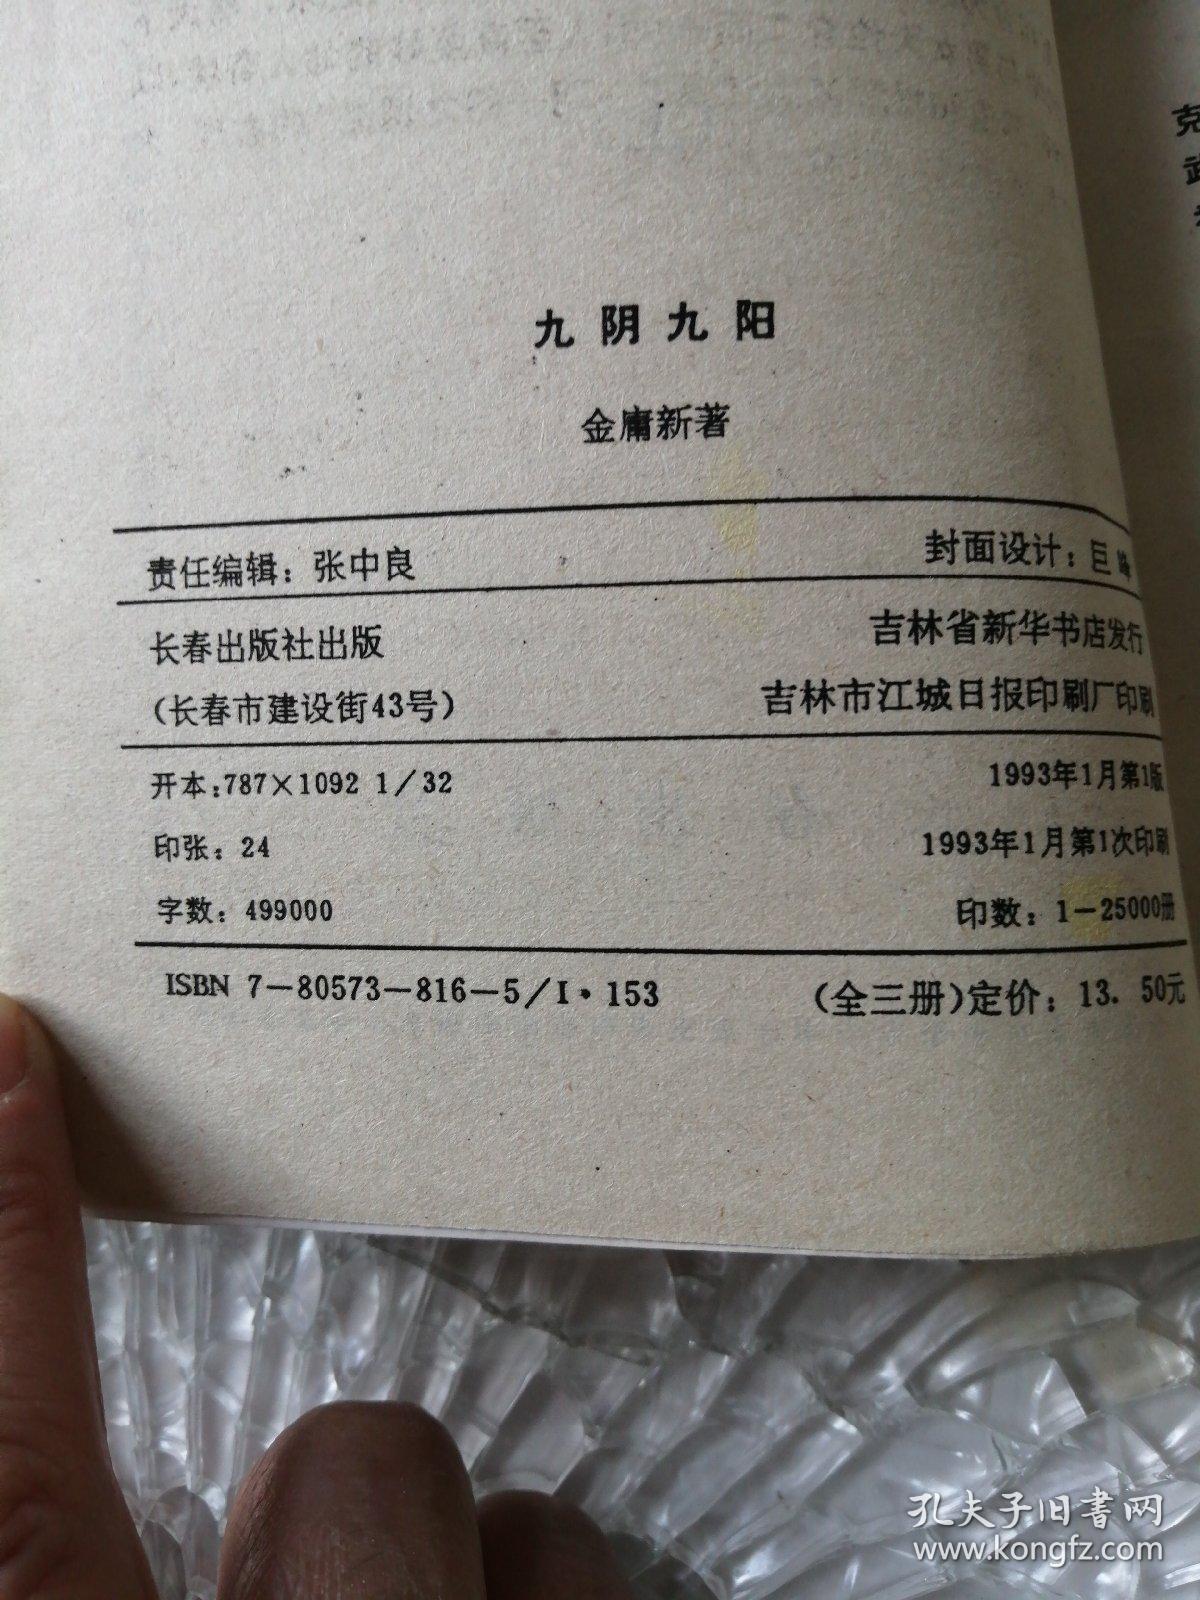 九阴九阳
金庸新著
责任编辑：张中良
封面设计：巨峰
长春出版社出版
吉林省新华书店发行
（长春市建设街43号）
吉林市江城日报印刷厂印刷
开本：787×1092 1/32
1993年1月第1版
印张：24
1993年1月第1次印刷
字数：499000
印数：1—25000册
ISBN 7—80573—816—5/I·153
（全三册）定价：13.50元
克
孔夫子旧书网
www.kongfz.com